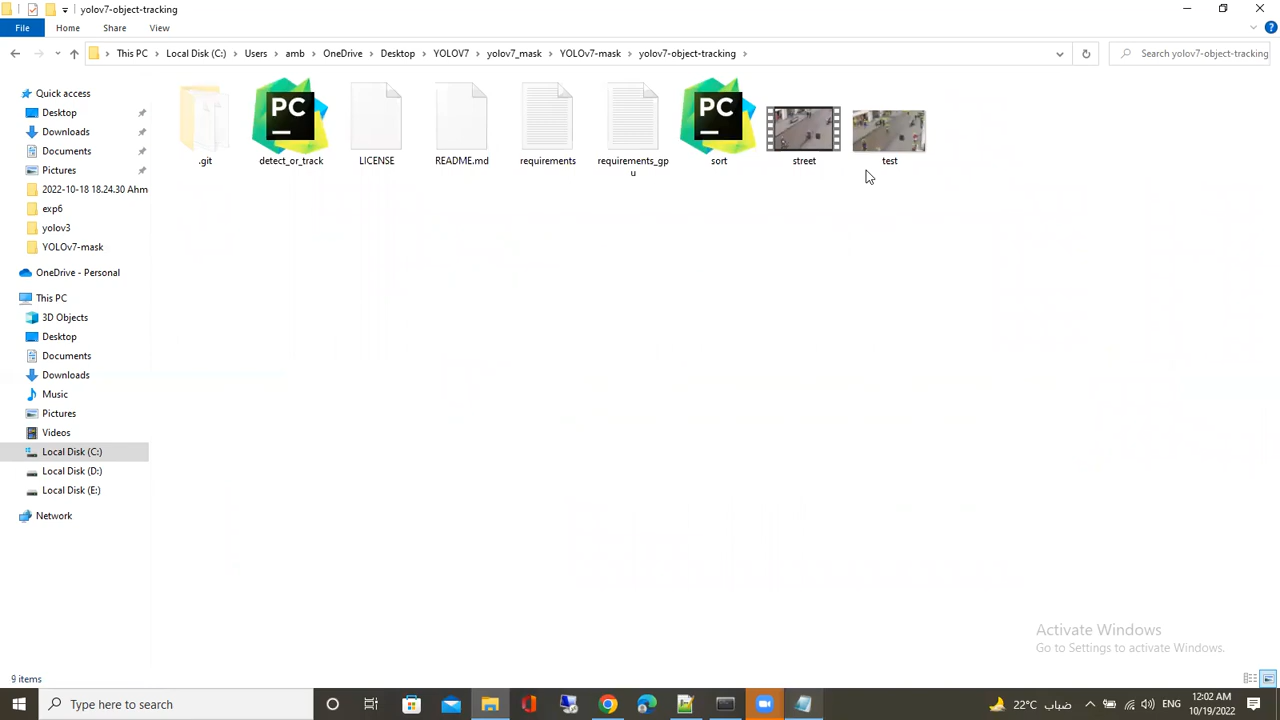 yolov7-object-tracking
File Home Share View
This PC Local Disk (C:) Users amb OneDrive Desktop YOLOV7 yolov7_mask YOLOv7-mask yolov7-object-tracking
Search yolov7-object-tracking
Quick access
Desktop
Downloads
Documents
Pictures
2022-10-18 18.24.30 Ahm
exp6
yolov3
YOLOv7-mask
OneDrive - Personal
This PC
3D Objects
Desktop
Documents
Downloads
Music
Pictures
Videos
Local Disk (C:)
Local Disk (D:)
Local Disk (E:)
Network
PC
PC
.git detect_or_track LICENSE README.md requirements requirements_gp sort street test
u
Activate Windows
Go to Settings to activate Windows.
9 items
Type here to search
22°C ضباب ENG
12:02 AM
10/19/2022